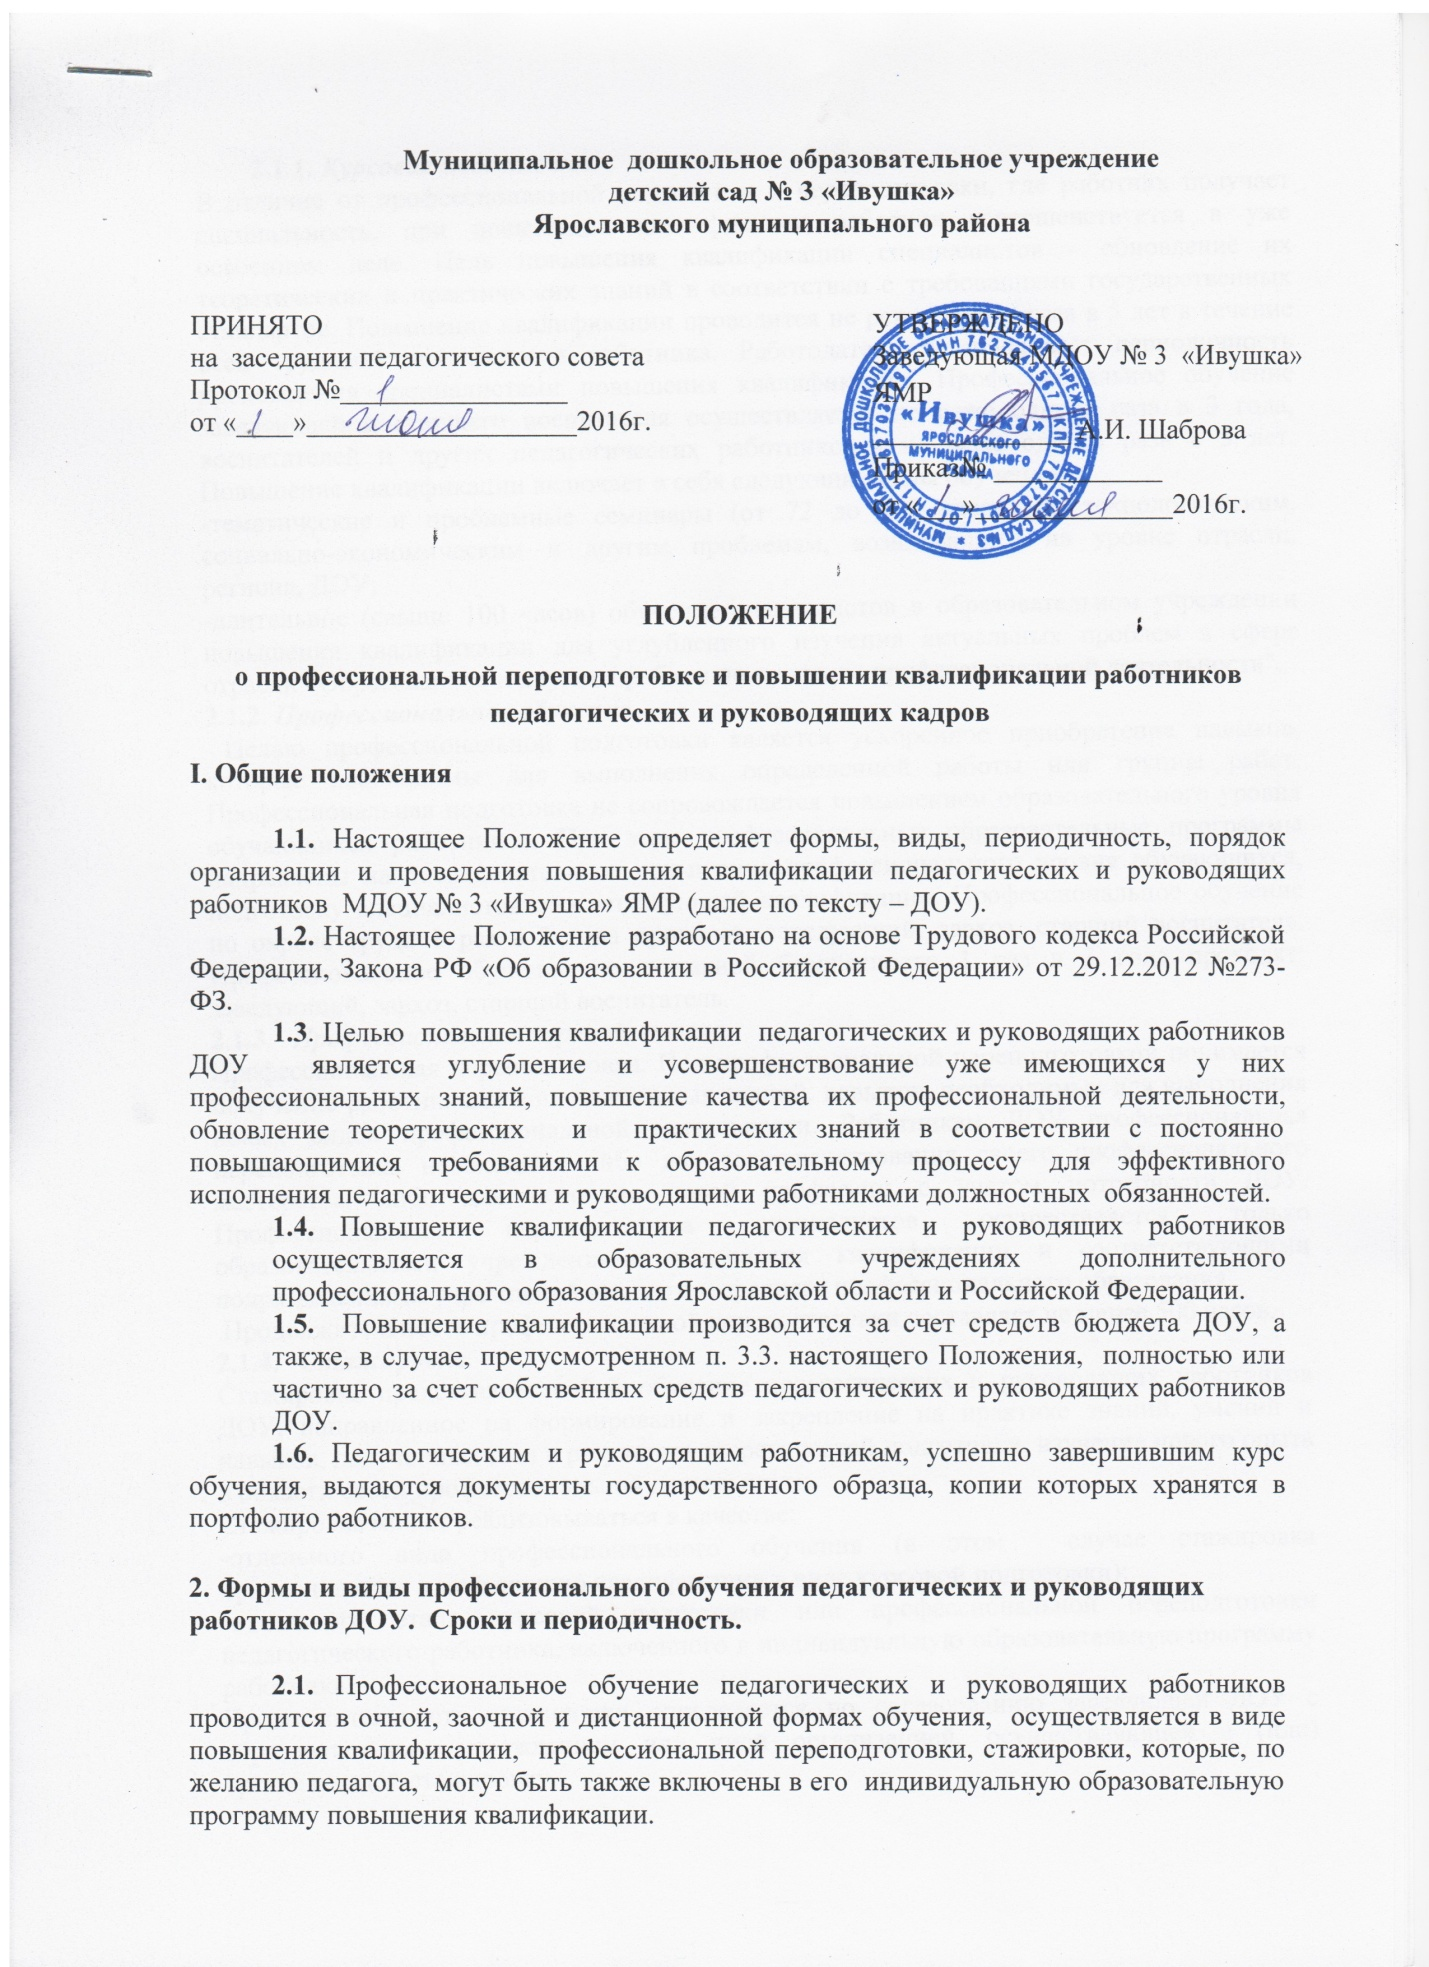 Муниципальное дошкольное образовательное учреждение
детский сад № 3 «Ивушка»
Ярославского муниципального района
ПРИНЯТО
на заседании педагогического совета
Протокол № 1
от « 1 » июня 2016г.
УТВЕРЖДЕНО
Заведующая МДОУ № 3 «Ивушка»
ЯМР
А.И. Шаброва
Приказ№
от « 1 » июня 2016г.
«Ивушка»
ЯРОСЛАВСКОГО
МУНИЦИПАЛЬНОГО
РАЙОНА
ПОЛОЖЕНИЕ
о профессиональной переподготовке и повышении квалификации работников
педагогических и руководящих кадров
I. Общие положения
1.1. Настоящее Положение определяет формы, виды, периодичность, порядок
организации и проведения повышения квалификации педагогических и руководящих
работников МДОУ № 3 «Ивушка» ЯМР (далее по тексту – ДОУ).
1.2. Настоящее Положение разработано на основе Трудового кодекса Российской
Федерации, Закона РФ «Об образовании в Российской Федерации» от 29.12.2012 №273-
ФЗ.
1.3. Целью повышения квалификации педагогических и руководящих работников
ДОУ является углубление и усовершенствование уже имеющихся у них
профессиональных знаний, повышение качества их профессиональной деятельности,
обновление теоретических и практических знаний в соответствии с постоянно
повышающимися требованиями к образовательному процессу для эффективного
исполнения педагогическими и руководящими работниками должностных обязанностей.
1.4. Повышение квалификации педагогических и руководящих работников
осуществляется в образовательных учреждениях дополнительного
профессионального образования Ярославской области и Российской Федерации.
1.5. Повышение квалификации производится за счет средств бюджета ДОУ, а
также, в случае, предусмотренном п. 3.3. настоящего Положения, полностью или
частично за счет собственных средств педагогических и руководящих работников
ДОУ.
1.6. Педагогическим и руководящим работникам, успешно завершившим курс
обучения, выдаются документы государственного образца, копии которых хранятся в
портфолио работников.
2. Формы и виды профессионального обучения педагогических и руководящих
работников ДОУ. Сроки и периодичность.
2.1. Профессиональное обучение педагогических и руководящих работников
проводится в очной, заочной и дистанционной формах обучения, осуществляется в виде
повышения квалификации, профессиональной переподготовки, стажировки, которые, по
желанию педагога, могут быть также включены в его индивидуальную образовательную
программу повышения квалификации.